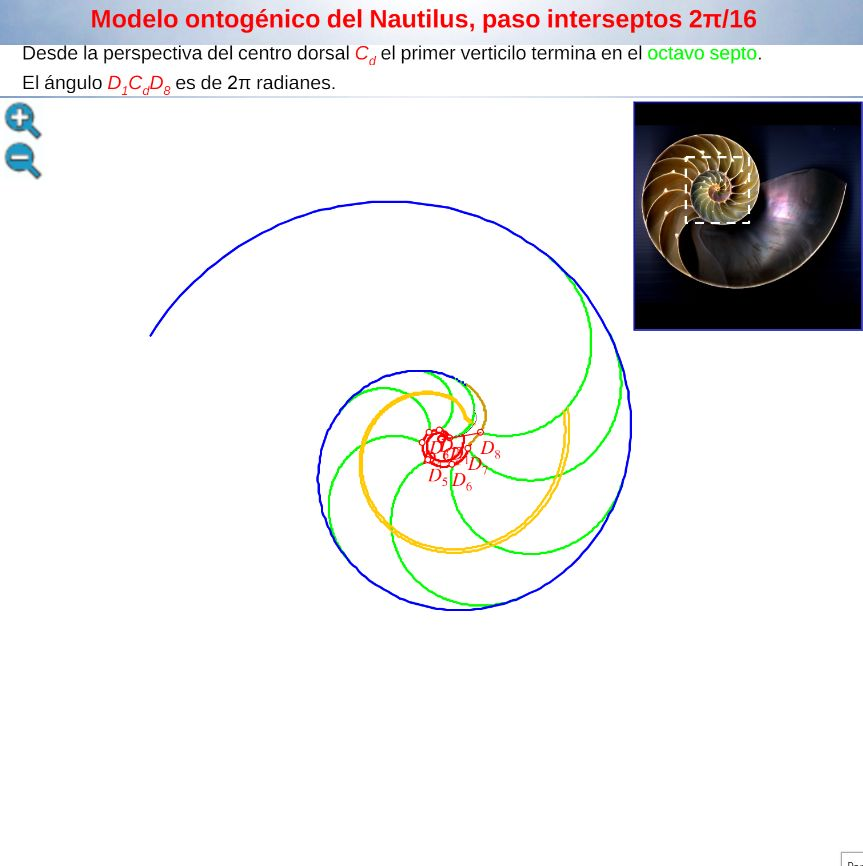 Modelo ontogénico del Nautilus, paso interseptos 2π/16
Desde la perspectiva del centro dorsal C_d el primer verticilo termina en el octavo septo.
El ángulo D_1C_dD_8 es de 2π radianes.
D_8
D_7
D_5 D_6